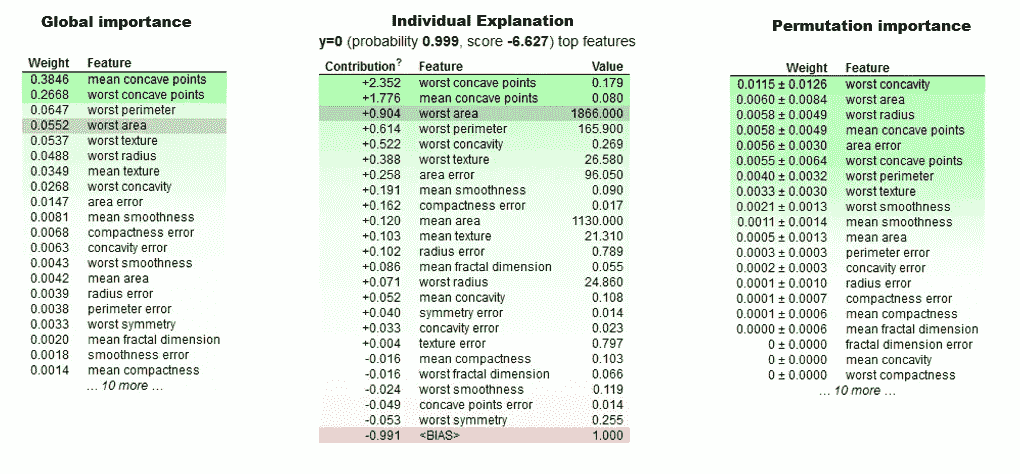 Global importance
Weight Feature
0.3846 mean concave points
0.2668 worst concave points
0.0647 worst perimeter
0.0552 worst area
0.0537 worst texture
0.0488 worst radius
0.0349 mean texture
0.0268 worst concavity
0.0147 area error
0.0081 mean smoothness
0.0068 compactness error
0.0063 concavity error
0.0043 worst smoothness
0.0042 mean area
0.0039 radius error
0.0038 perimeter error
0.0033 worst symmetry
0.0020 mean fractal dimension
0.0018 smoothness error
0.0014 mean compactness
… 10 more …
Individual Explanation
y=0 (probability 0.999, score -6.627) top features
Contribution? Feature Value
+2.352 worst concave points 0.179
+1.776 mean concave points 0.080
+0.904 worst area 1866.000
+0.614 worst perimeter 165.900
+0.522 worst concavity 0.269
+0.388 worst texture 26.580
+0.258 area error 96.050
+0.191 mean smoothness 0.090
+0.162 compactness error 0.017
+0.120 mean area 1130.000
+0.103 mean texture 21.310
+0.102 radius error 0.789
+0.086 mean fractal dimension 0.055
+0.071 worst radius 24.860
+0.052 mean concavity 0.108
+0.040 symmetry error 0.014
+0.033 concavity error 0.023
+0.004 texture error 0.797
-0.016 mean compactness 0.103
-0.016 worst fractal dimension 0.066
-0.024 worst smoothness 0.119
-0.049 concave points error 0.014
-0.053 worst symmetry 0.255
-0.991 <BIAS> 1.000
Permutation importance
Weight Feature
0.0115 ± 0.0126 worst concavity
0.0060 ± 0.0084 worst area
0.0058 ± 0.0049 worst radius
0.0058 ± 0.0049 mean concave points
0.0056 ± 0.0030 area error
0.0055 ± 0.0064 worst concave points
0.0040 ± 0.0032 worst perimeter
0.0033 ± 0.0030 worst texture
0.0021 ± 0.0013 worst smoothness
0.0011 ± 0.0014 mean smoothness
0.0005 ± 0.0013 mean area
0.0003 ± 0.0003 perimeter error
0.0002 ± 0.0003 concavity error
0.0001 ± 0.0010 radius error
0.0001 ± 0.0007 compactness error
0.0001 ± 0.0006 mean compactness
0.0000 ± 0.0006 mean fractal dimension
0 ± 0.0000 fractal dimension error
0 ± 0.0000 mean concavity
0 ± 0.0000 worst compactness
… 10 more …